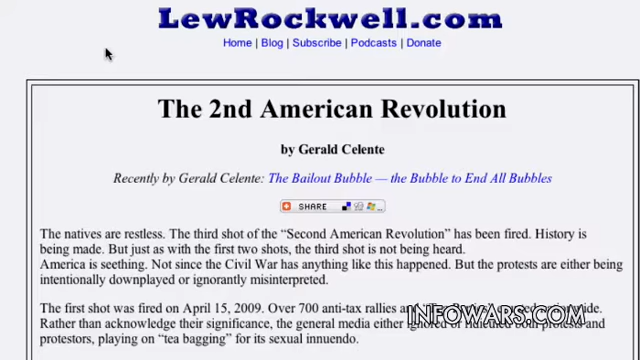 LewRockwell.com
Home | Blog | Subscribe | Podcasts | Donate
The 2nd American Revolution
by Gerald Celente
Recently by Gerald Celente: The Bailout Bubble — the Bubble to End All Bubbles
SHARE
The natives are restless. The third shot of the “Second American Revolution” has been fired. History is
being made. But just as with the first two shots, the third shot is not being heard.
America is seething. Not since the Civil War has anything like this happened. But the protests are either being
intentionally downplayed or ignorantly misinterpreted.
The first shot was fired on April 15, 2009. Over 700 anti-tax rallies
Rather than acknowledge their significance, the general media either ignored or both protests and
protestors, playing on “tea bagging” for its sexual innuendo.
INFOWARS.COM